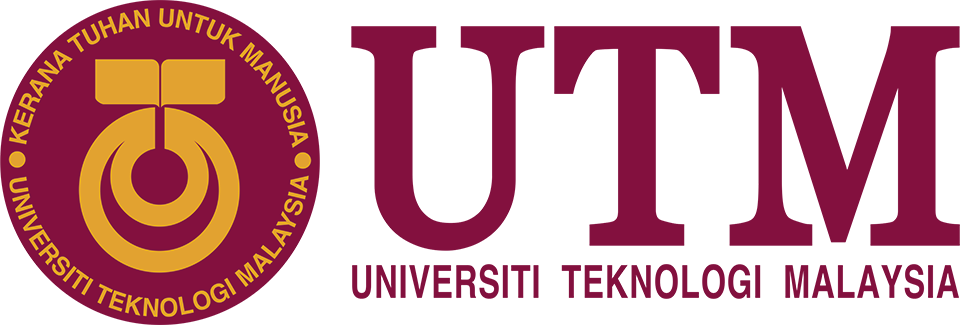 KERANA TUHAN UNTUK MANUSIA
UNIVERSITI TEKNOLOGI MALAYSIA
UTM
UNIVERSITI TEKNOLOGI MALAYSIA